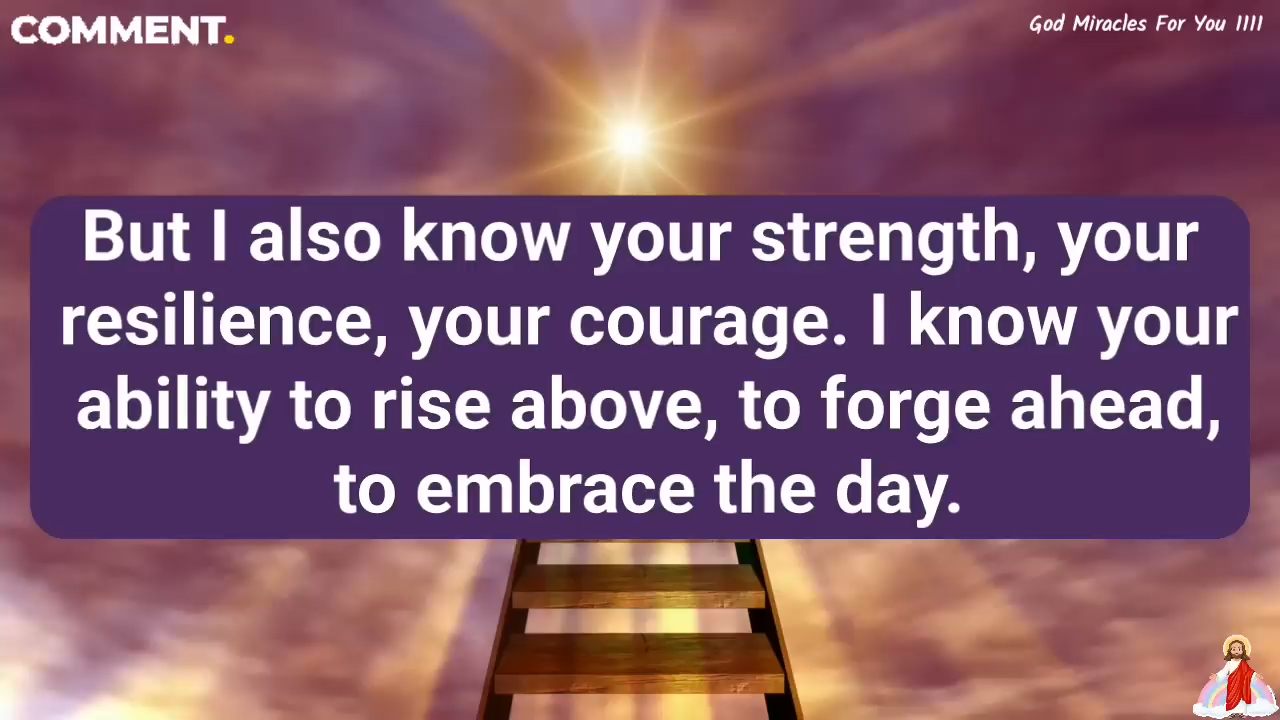 COMMENT.
God Miracles For You 1111
But I also know your strength, your
resilience, your courage. I know your
ability to rise above, to forge ahead,
to embrace the day.